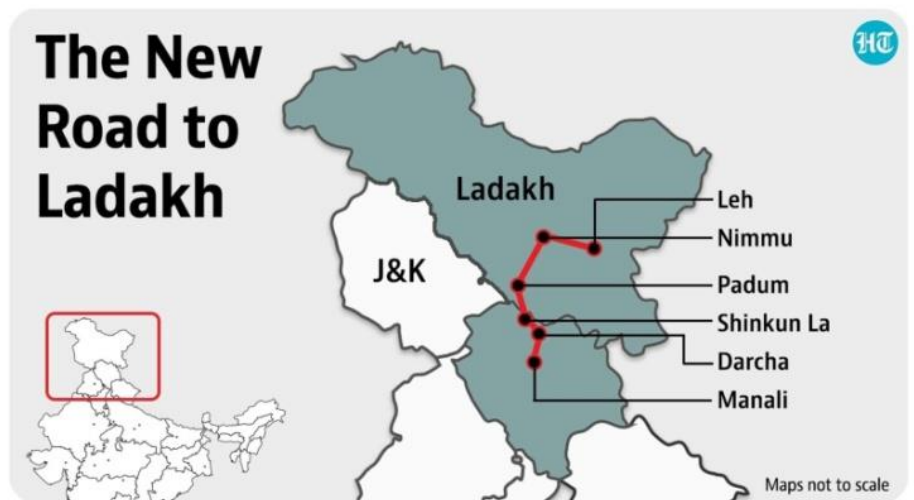 The New
Road to
Ladakh
HT
Ladakh
J&K
Leh
Nimmu
Padum
Shinkun La
Darcha
Manali
Maps not to scale